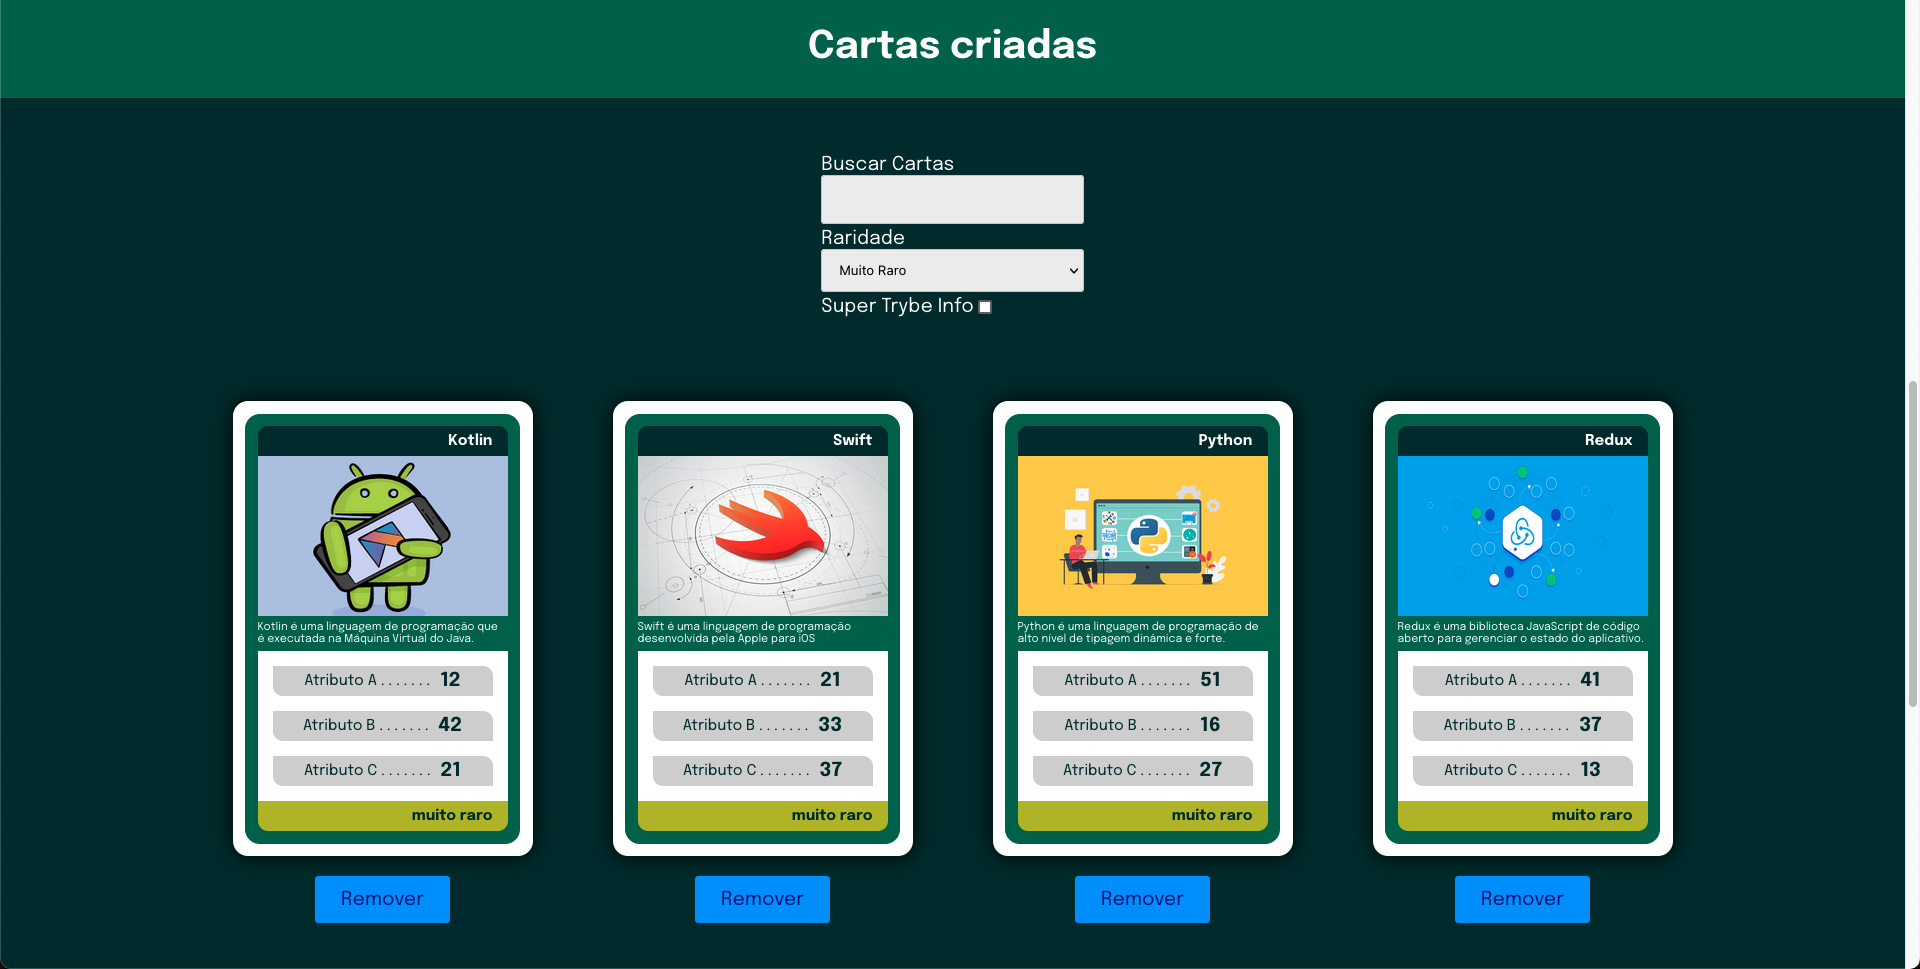 Cartas criadas
Buscar Cartas
Raridade
Muito Raro
Super Trybe Info
Kotlin
Kotlin é uma linguagem de programação que
é executada na Máquina Virtual do Java.
Atributo A . . . . . . . 12
Atributo B . . . . . . . 42
Atributo C . . . . . . . 21
muito raro
Remover
Swift
Swift é uma linguagem de programação
desenvolvida pela Apple para iOS
Atributo A . . . . . . . 21
Atributo B . . . . . . . 33
Atributo C . . . . . . . 37
muito raro
Remover
Python
Python é uma linguagem de programação de
alto nível de tipagem dinâmica e forte.
Atributo A . . . . . . . 51
Atributo B . . . . . . . 16
Atributo C . . . . . . . 27
muito raro
Remover
Redux
Redux é uma biblioteca JavaScript de código
aberto para gerenciar o estado do aplicativo.
Atributo A . . . . . . . 41
Atributo B . . . . . . . 37
Atributo C . . . . . . . 13
muito raro
Remover